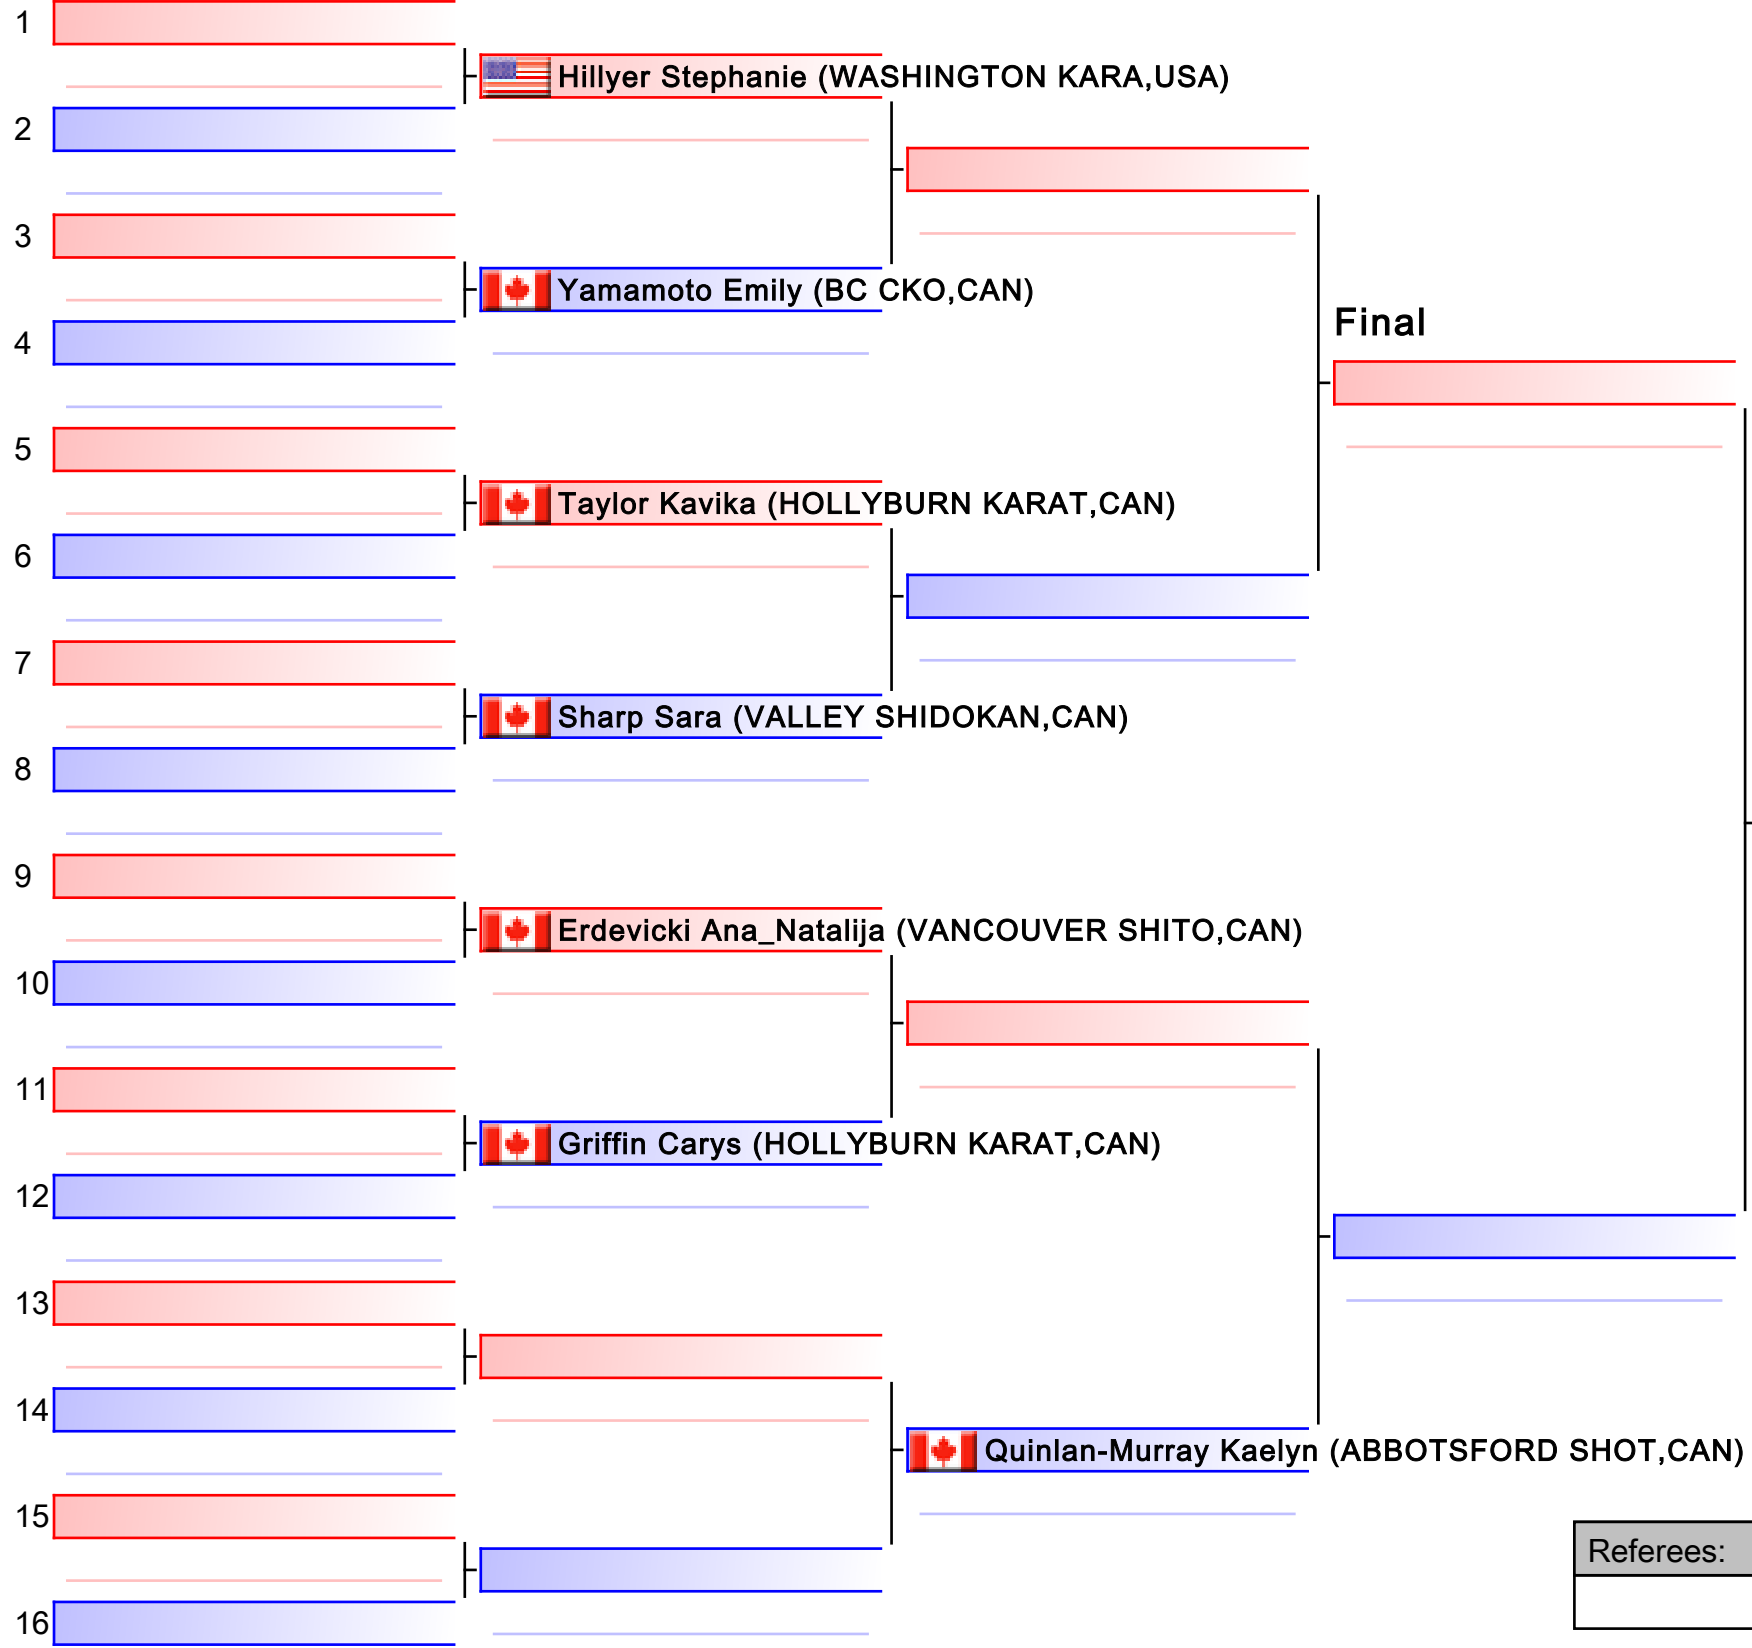 1
Hillyer Stephanie (WASHINGTON KARA,USA)
2
3
Yamamoto Emily (BC CKO,CAN)
Final
4
5
Taylor Kavika (HOLLYBURN KARAT,CAN)
6
7
Sharp Sara (VALLEY SHIDOKAN,CAN)
8
9
Erdevicki Ana_Natalija (VANCOUVER SHITO,CAN)
10
11
Griffin Carys (HOLLYBURN KARAT,CAN)
12
13
14
Quinlan-Murray Kaelyn (ABBOTSFORD SHOT,CAN)
15
Referees:
16